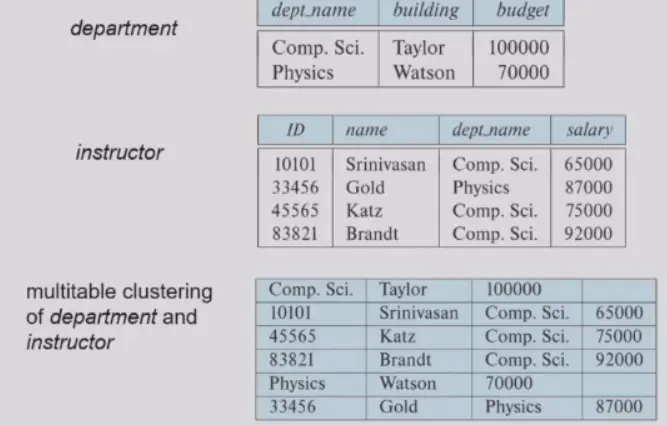 department
dept_name building budget
Comp. Sci. Taylor 100000
Physics Watson 70000
instructor
ID name dept_name salary
10101 Srinivasan Comp. Sci. 65000
33456 Gold Physics 87000
45565 Katz Comp. Sci. 75000
83821 Brandt Comp. Sci. 92000
multitable clustering
of department and
instructor
Comp. Sci. Taylor 100000
10101 Srinivasan Comp. Sci. 65000
45565 Katz Comp. Sci. 75000
83821 Brandt Comp. Sci. 92000
Physics Watson 70000
33456 Gold Physics 87000